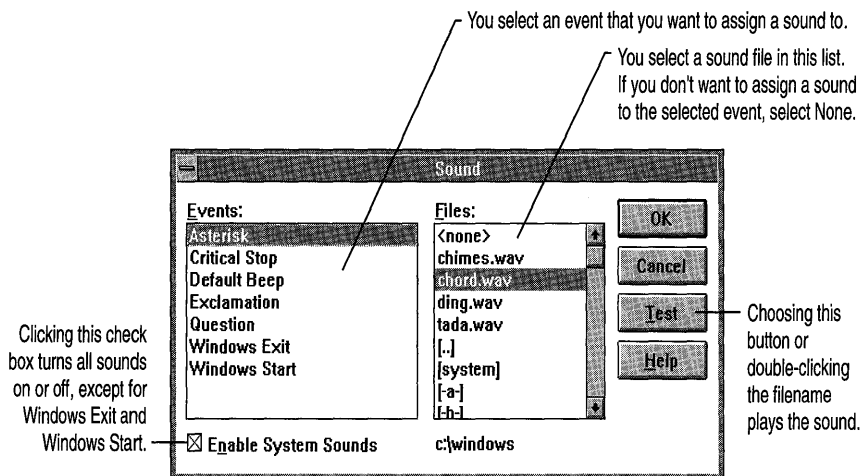 You select an event that you want to assign a sound to.
You select a sound file in this list.
If you don't want to assign a sound
to the selected event, select None.
Sound
Events:
Asterisk
Critical Stop
Default Beep
Exclamation
Question
Windows Exit
Windows Start
Files:
<none>
chimes.wav
chord.wav
ding.wav
tada.wav
[..]
[system]
[-a-]
[-b-]
OK
Cancel
Test
Help
Clicking this check
box turns all sounds
on or off, except for
Windows Exit and
Windows Start.
Enable System Sounds
c:\windows
Choosing this
button or
double-clicking
the filename
plays the sound.